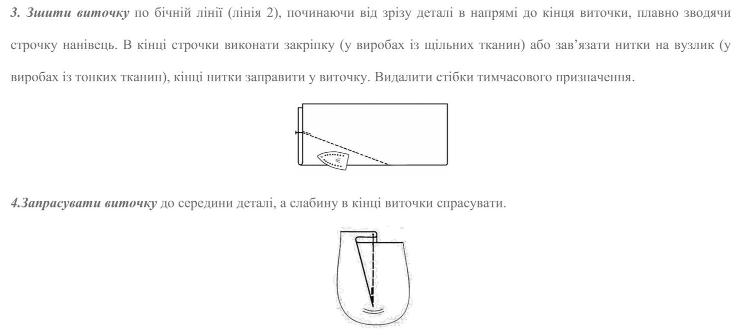 3. Зшити виточку по бічній лінії (лінія 2), починаючи від зрізу деталі в напрямі до кінця виточки, плавно зводячи
строчку нанівець. В кінці строчки виконати закріпку (у виробах із щільних тканин) або зав’язати нитки на вузлик (у
виробах із тонких тканин), кінці нитки заправити у виточку. Видалити стібки тимчасового призначення.
4.Запрасувати виточку до середини деталі, а слабину в кінці виточки спрасувати.